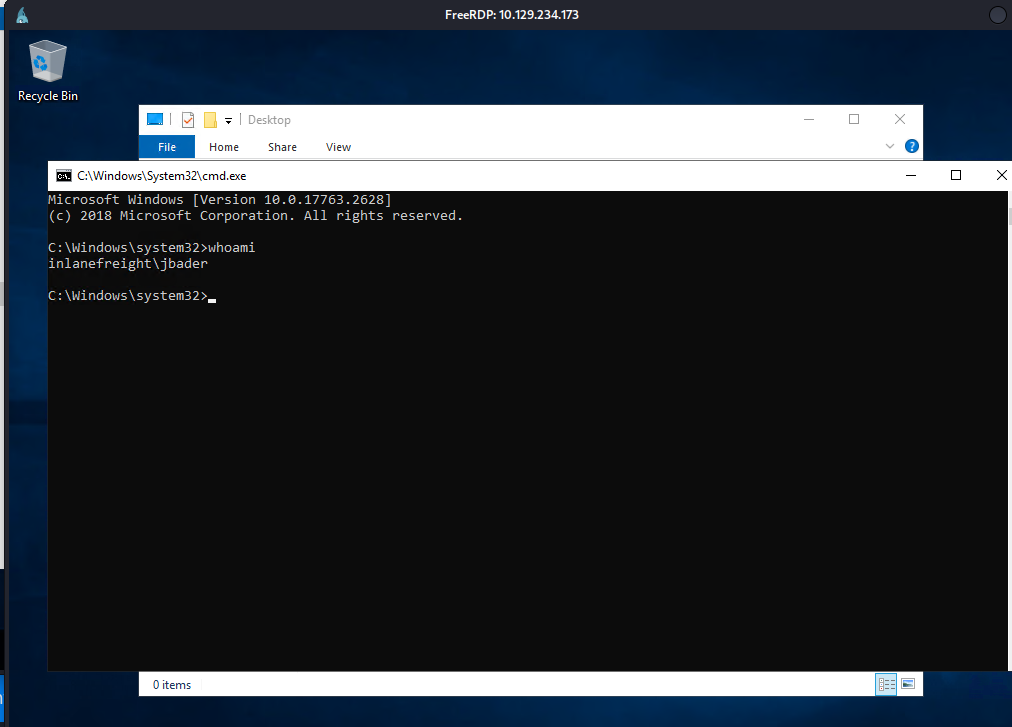 FreeRDP: 10.129.234.173
Recycle Bin
Desktop
File Home Share View
C:\Windows\System32\cmd.exe
Microsoft Windows [Version 10.0.17763.2628]
(c) 2018 Microsoft Corporation. All rights reserved.
C:\Windows\system32>whoami
inlanefreight\jbader
C:\Windows\system32>
0 items